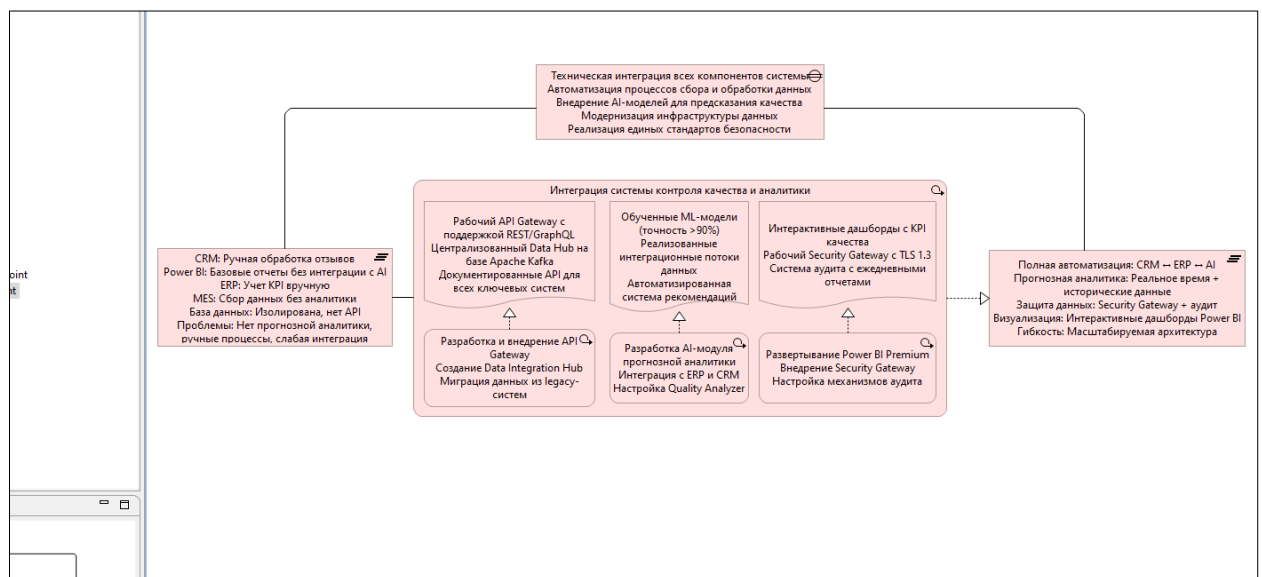 Техническая интеграция всех компонентов системы
Автоматизация процессов сбора и обработки данных
Внедрение AI-моделей для предсказания качества
Модернизация инфраструктуры данных
Реализация единых стандартов безопасности
Интеграция системы контроля качества и аналитики
Рабочий API Gateway с
поддержкой REST/GraphQL
Централизованный Data Hub на
базе Apache Kafka
Документированные API для
всех ключевых систем
Обученные ML-модели
(точность >90%)
Реализованные
интеграционные потоки
данных
Автоматизированная
система рекомендаций
Интерактивные дашборды с KPI
качества
Рабочий Security Gateway с TLS 1.3
Система аудита с ежедневными
отчетами
CRM: Ручная обработка отзывов
Power BI: Базовые отчеты без интеграции с AI
ERP: Учет KPI вручную
MES: Сбор данных без аналитики
База данных: Изолирована, нет API
Проблемы: Нет прогнозной аналитики,
ручные процессы, слабая интеграция
Полная автоматизация: CRM ↔ ERP ↔ AI
Прогнозная аналитика: Реальное время +
исторические данные
Защита данных: Security Gateway + аудит
Визуализация: Интерактивные дашборды Power BI
Гибкость: Масштабируемая архитектура
Разработка и внедрение API
Gateway
Создание Data Integration Hub
Миграция данных из legacy-
систем
Разработка AI-модуля
прогнозной аналитики
Интеграция с ERP и CRM
Настройка Quality Analyzer
Развертывание Power BI Premium
Внедрение Security Gateway
Настройка механизмов аудита
oint